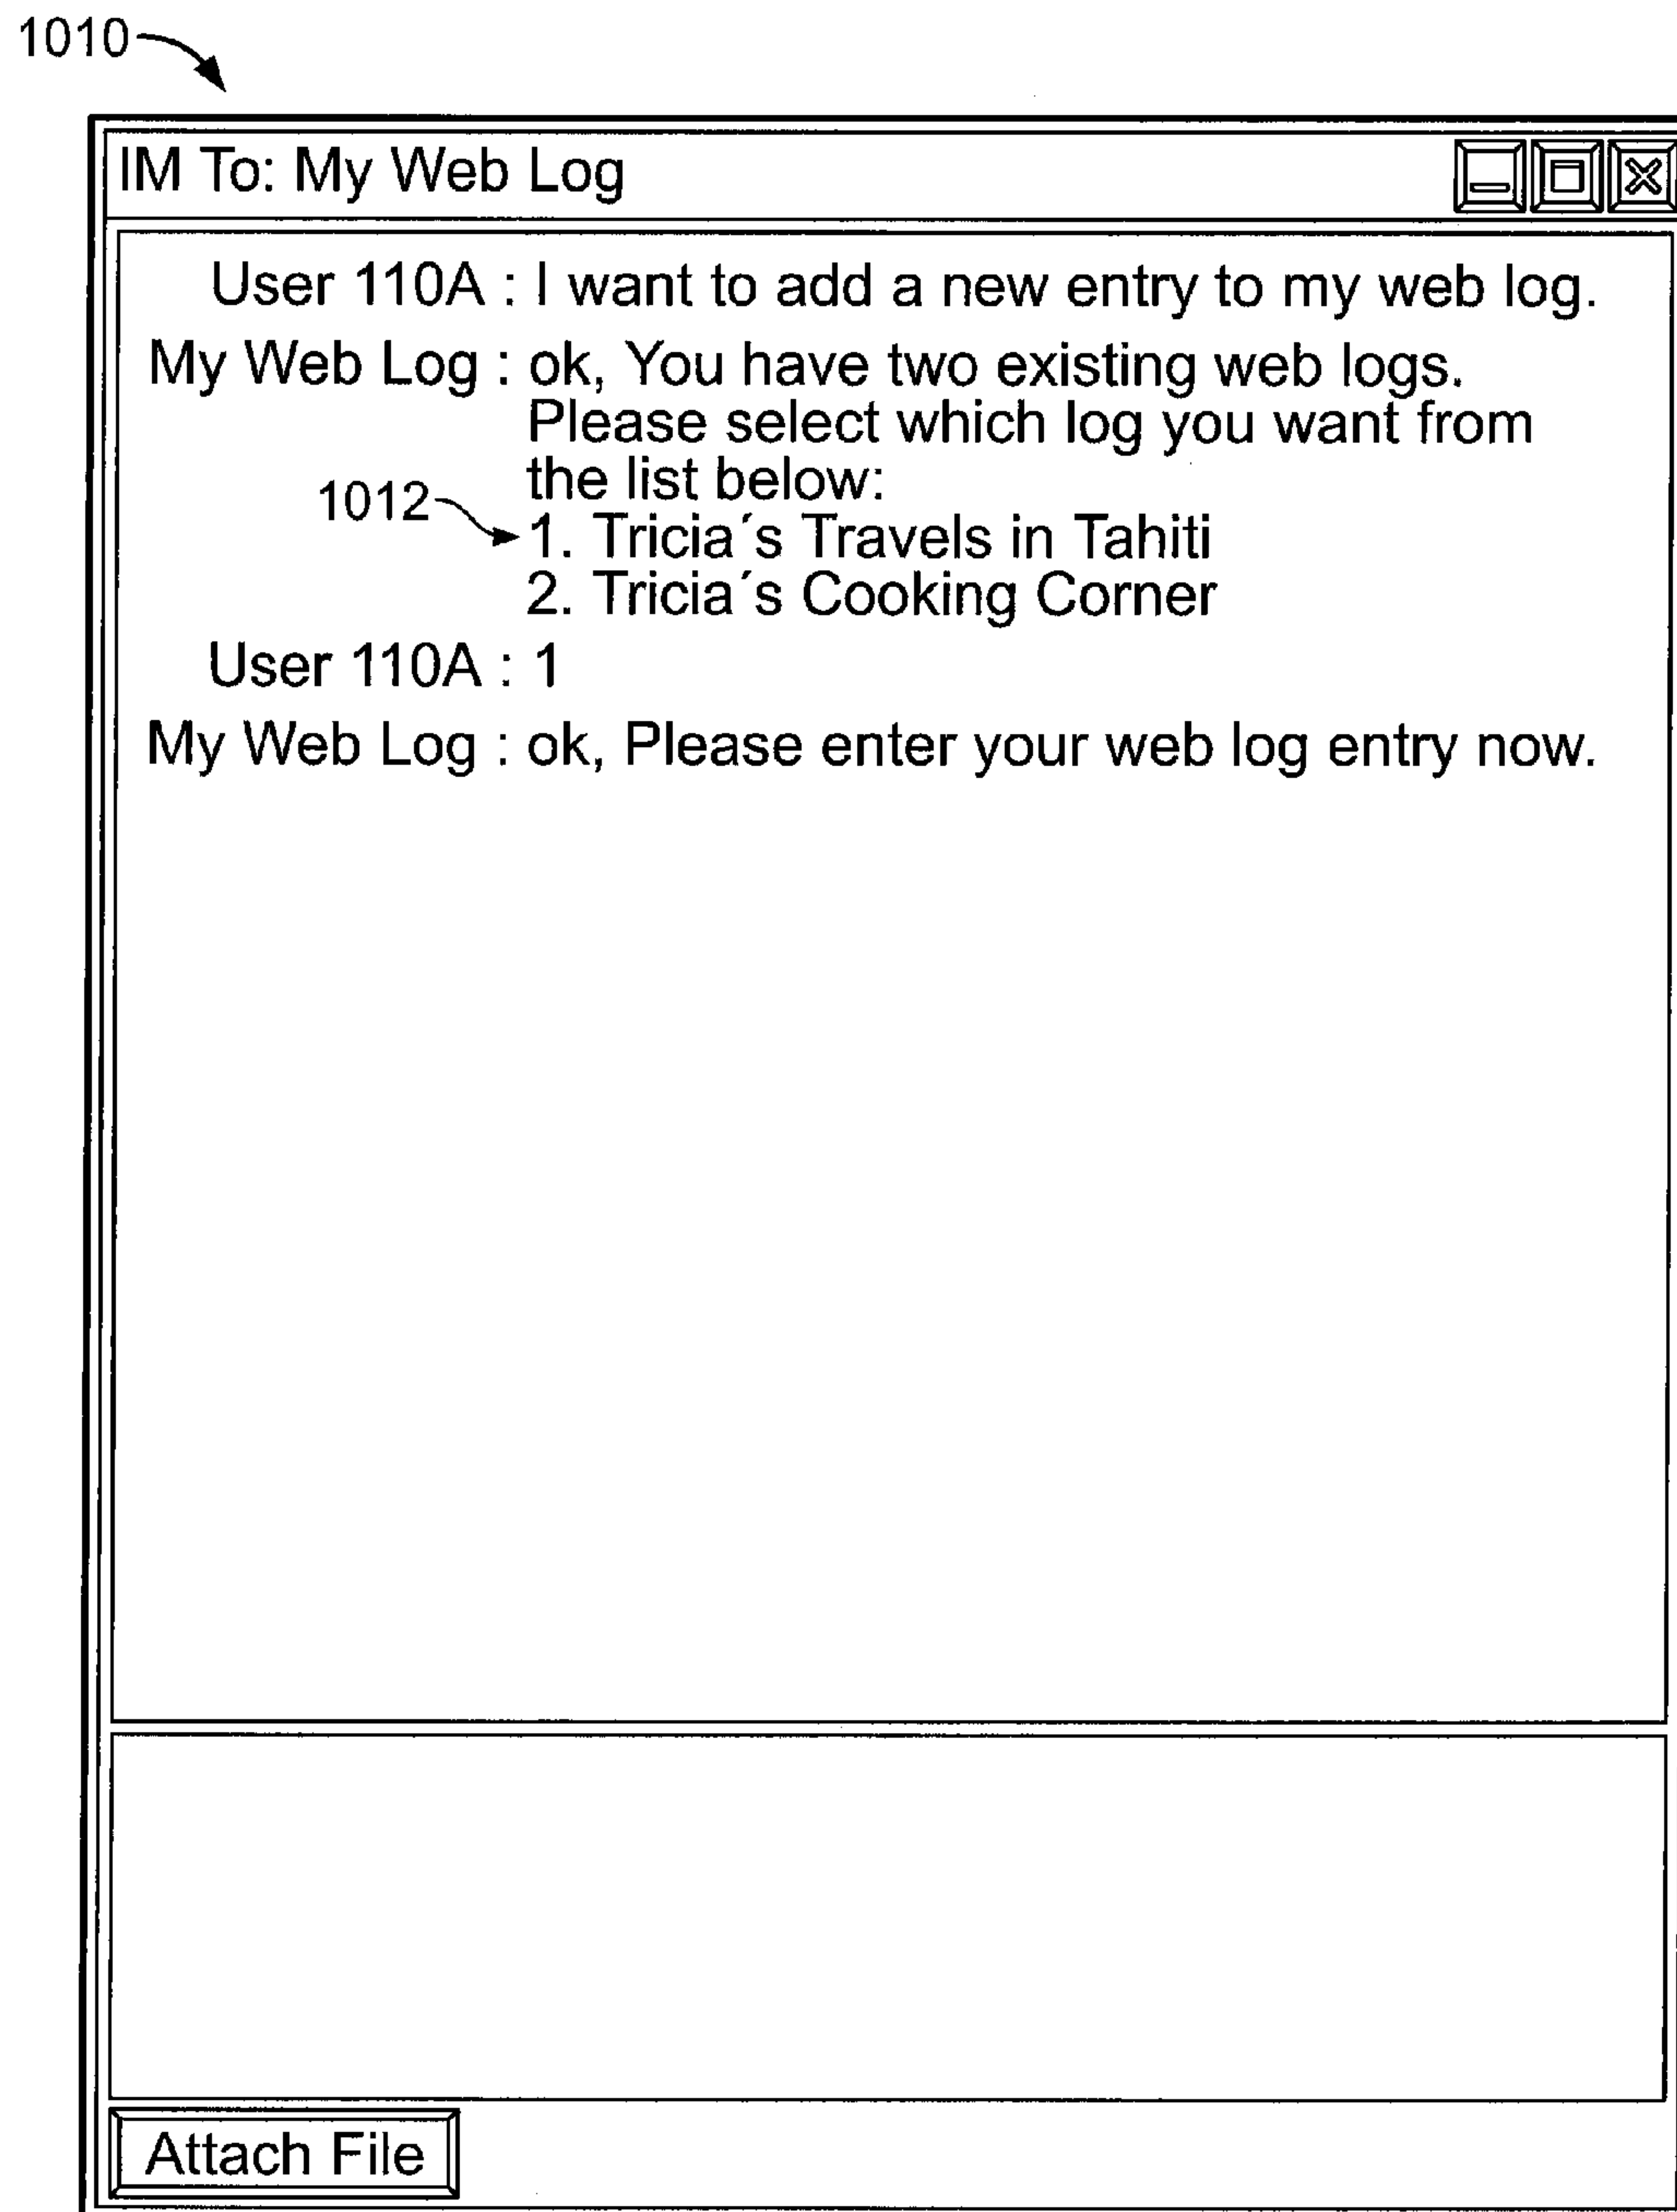 1010
IM To: My Web Log
User 110A : I want to add a new entry to my web log.
My Web Log : ok, You have two existing web logs.
Please select which log you want from
the list below:
1012
1. Tricia´s Travels in Tahiti
2. Tricia´s Cooking Corner
User 110A : 1
My Web Log : ok, Please enter your web log entry now.
Attach File